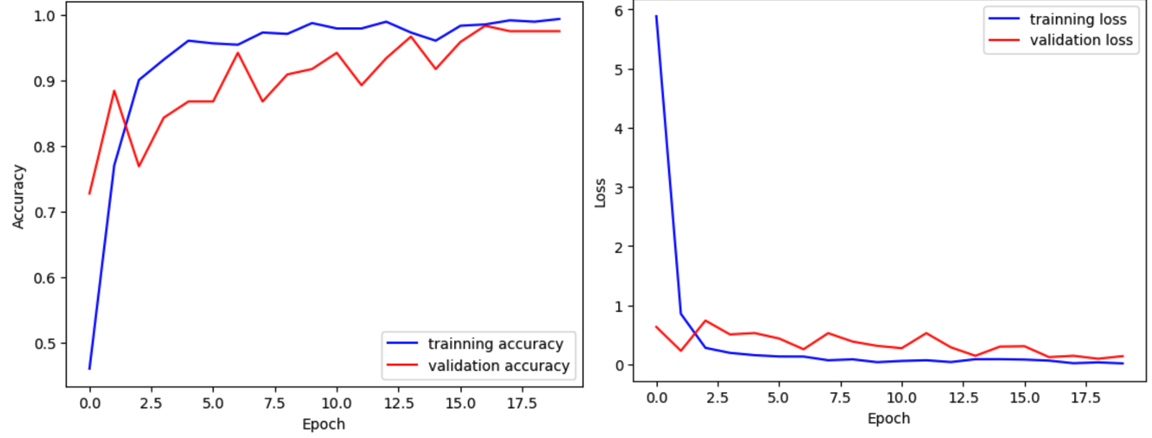 1.0
0.9
0.8
0.7
0.6
0.5
Accuracy
trainning accuracy
validation accuracy
0.0 2.5 5.0 7.5 10.0 12.5 15.0 17.5
Epoch
6
5
4
3
2
1
0
Loss
trainning loss
validation loss
0.0 2.5 5.0 7.5 10.0 12.5 15.0 17.5
Epoch